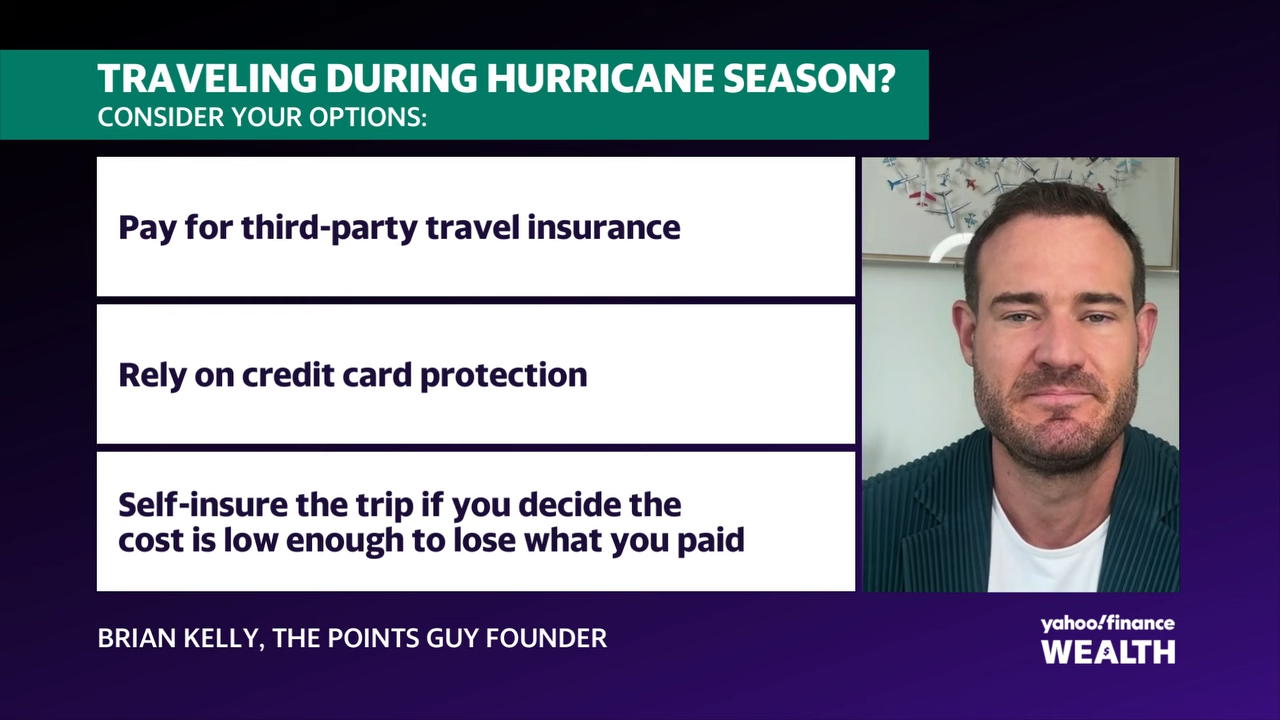 TRAVELING DURING HURRICANE SEASON?
CONSIDER YOUR OPTIONS:
Pay for third-party travel insurance
Rely on credit card protection
Self-insure the trip if you decide the
cost is low enough to lose what you paid
BRIAN KELLY, THE POINTS GUY FOUNDER
yahoo!finance
WEALTH